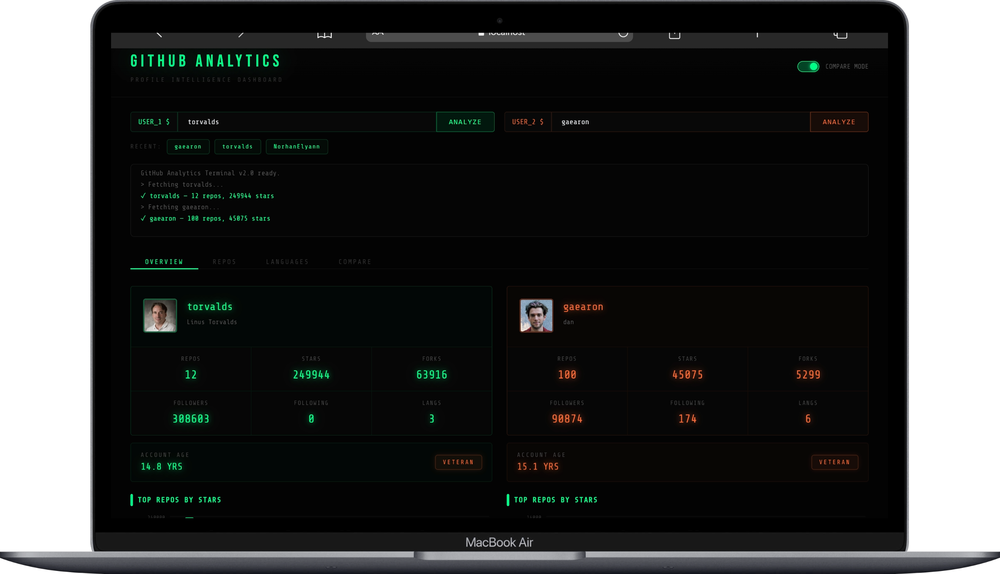 AA localhost
GITHUB ANALYTICS
PROFILE INTELLIGENCE DASHBOARD
COMPARE MODE
USER_1 $ torvalds ANALYZE
USER_2 $ gaearon ANALYZE
RECENT: gaearon torvalds NorhanElyann
GitHub Analytics Terminal v2.0 ready.
> Fetching torvalds...
✓ torvalds — 12 repos, 249944 stars
> Fetching gaearon...
✓ gaearon — 100 repos, 45075 stars
OVERVIEW REPOS LANGUAGES COMPARE
torvalds
Linus Torvalds
REPOS STARS FORKS
12 249944 63916
FOLLOWERS FOLLOWING LANGS
308603 0 3
ACCOUNT AGE
14.8 YRS
VETERAN
TOP REPOS BY STARS
240000
gaearon
dan
REPOS STARS FORKS
100 45075 5299
FOLLOWERS FOLLOWING LANGS
90874 174 6
ACCOUNT AGE
15.1 YRS
VETERAN
TOP REPOS BY STARS
14000
MacBook Air